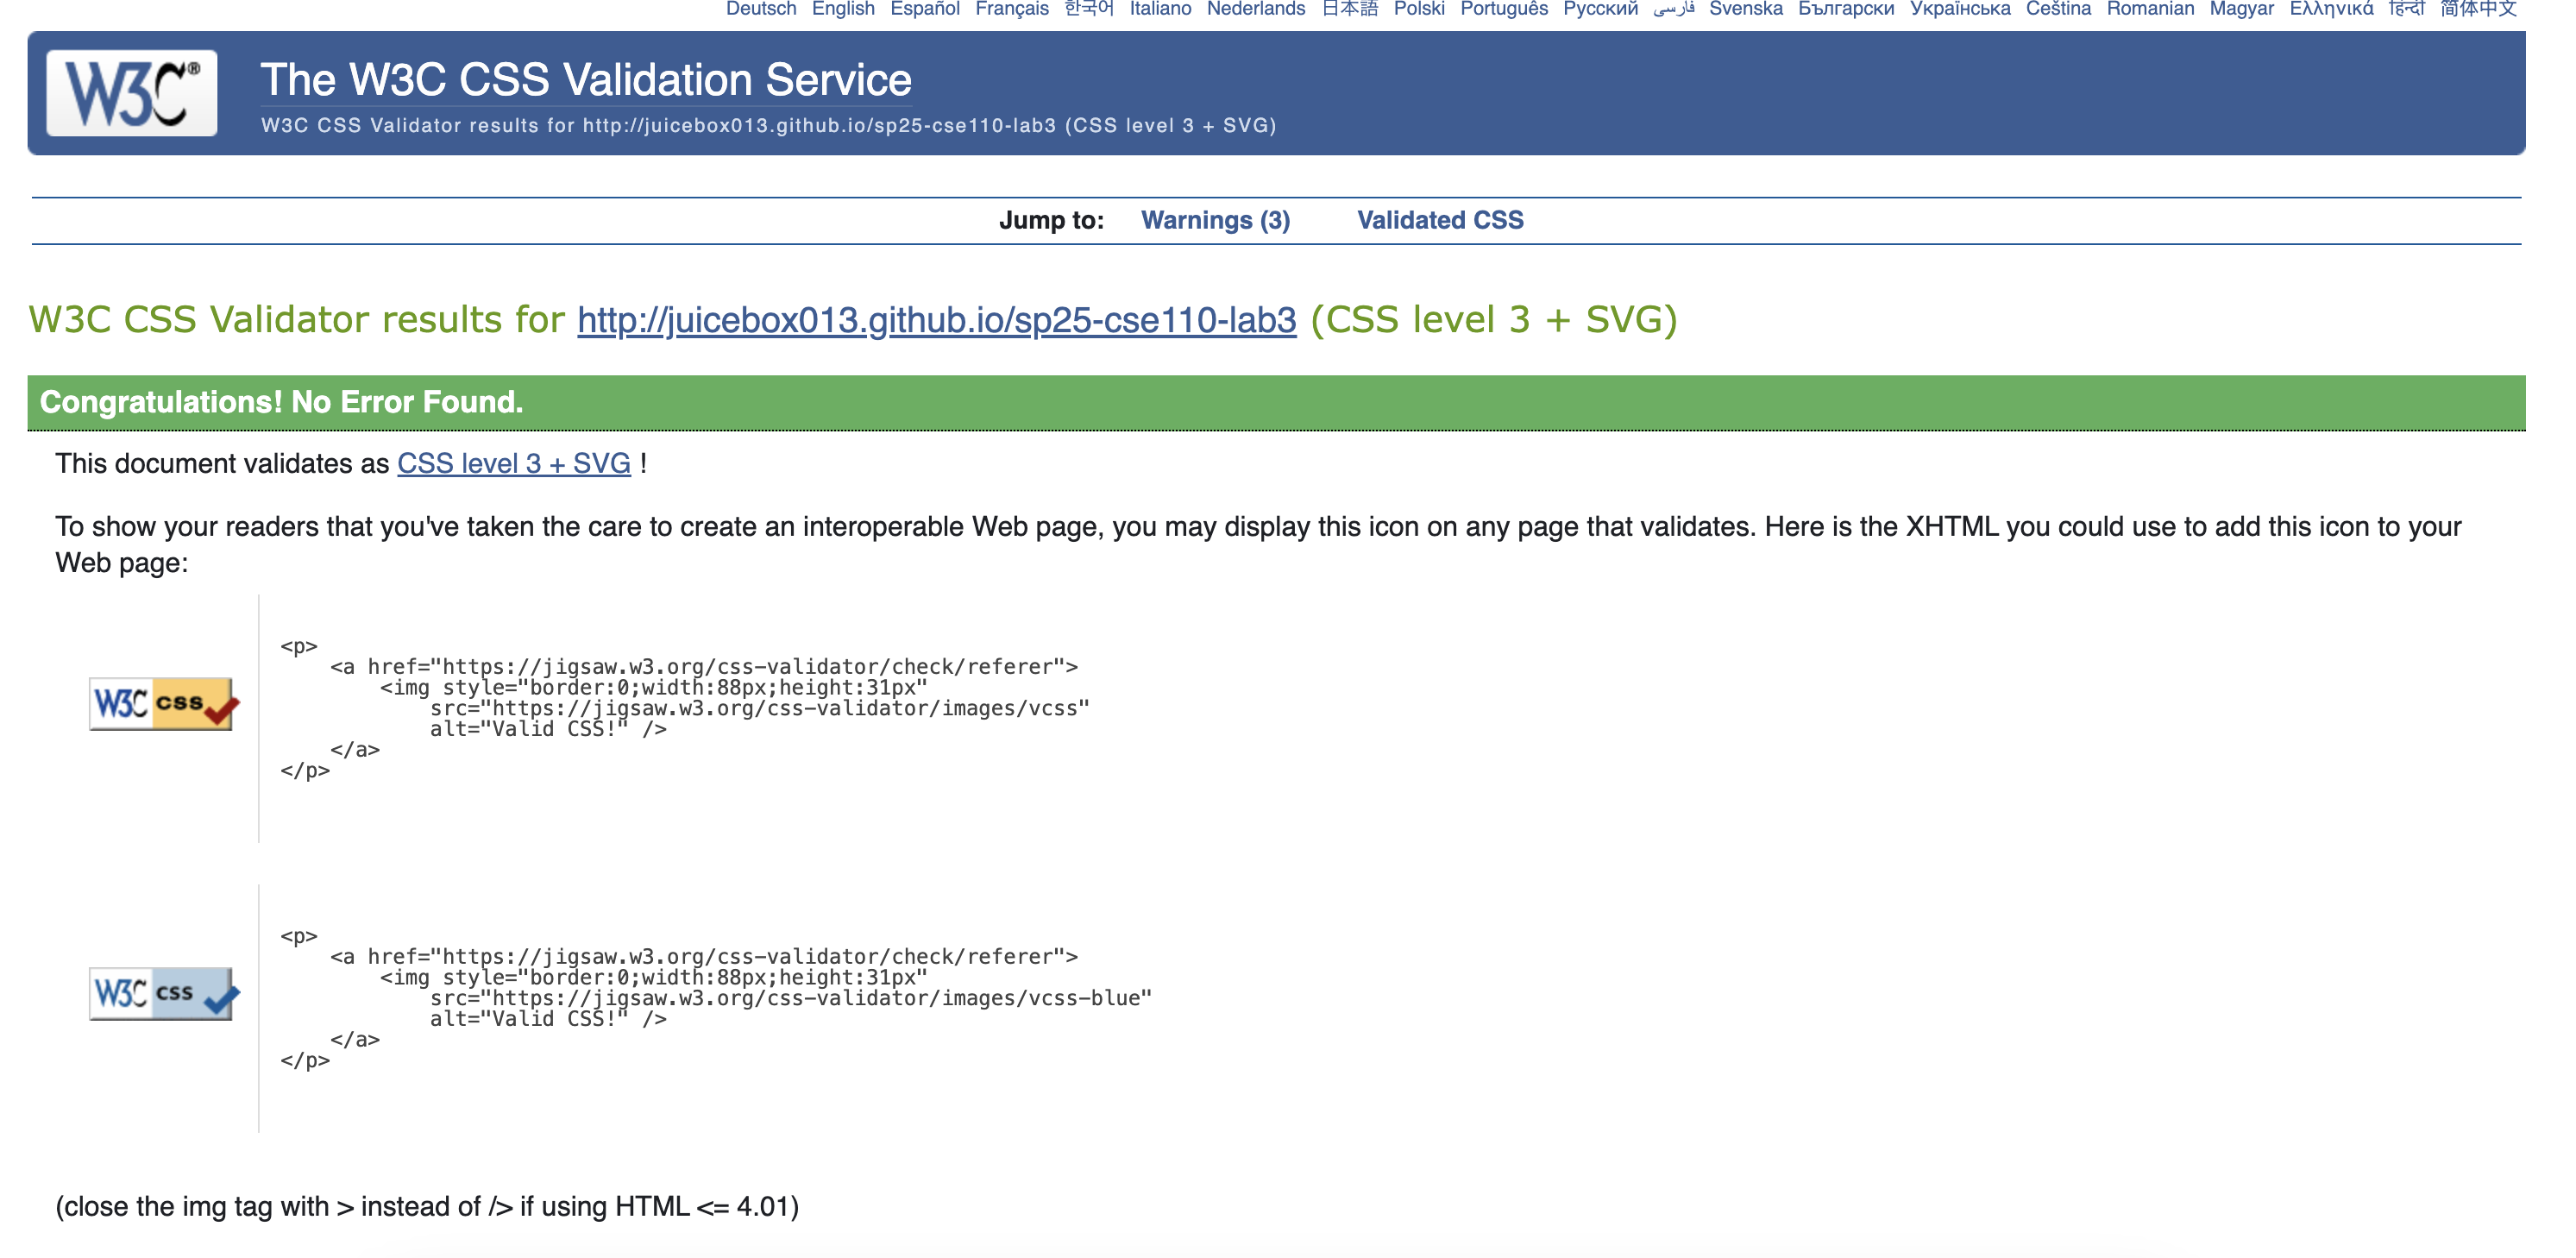 Deutsch English Español Français 한국어 Italiano Nederlands 日本語 Polski Português Русский فارسی Svenska Български Українська Čeština Romanian Magyar Ελληνικά हिन्दी 简体中文
W3C®
The W3C CSS Validation Service
W3C CSS Validator results for http://juicebox013.github.io/sp25-cse110-lab3 (CSS level 3 + SVG)
Jump to: Warnings (3) Validated CSS
W3C CSS Validator results for http://juicebox013.github.io/sp25-cse110-lab3 (CSS level 3 + SVG)
Congratulations! No Error Found.
This document validates as CSS level 3 + SVG !
To show your readers that you've taken the care to create an interoperable Web page, you may display this icon on any page that validates. Here is the XHTML you could use to add this icon to your
Web page:
W3C css
<p>
<a href="https://jigsaw.w3.org/css-validator/check/referer">
<img style="border:0;width:88px;height:31px"
src="https://jigsaw.w3.org/css-validator/images/vcss"
alt="Valid CSS!" />
</a>
</p>
W3C css
<p>
<a href="https://jigsaw.w3.org/css-validator/check/referer">
<img style="border:0;width:88px;height:31px"
src="https://jigsaw.w3.org/css-validator/images/vcss-blue"
alt="Valid CSS!" />
</a>
</p>
(close the img tag with > instead of /> if using HTML <= 4.01)